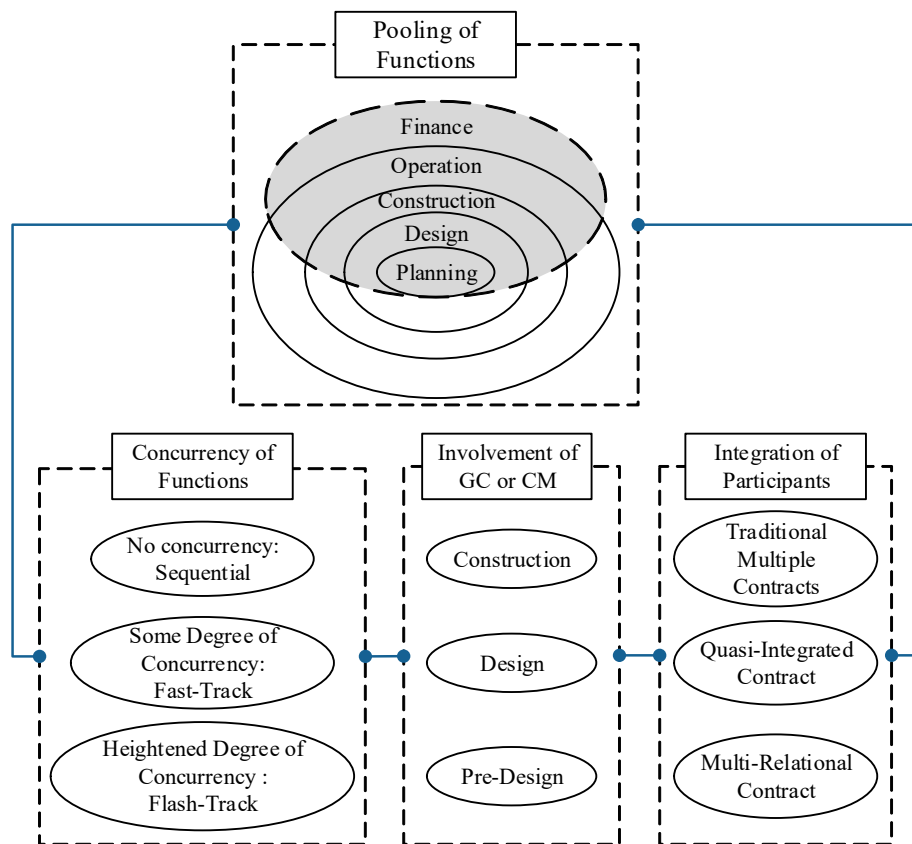 Pooling of
Functions
Finance
Operation
Construction
Design
Planning
Concurrency of
Functions
No concurrency:
Sequential
Some Degree of
Concurrency:
Fast-Track
Heightened Degree of
Concurrency :
Flash-Track
Involvement of
GC or CM
Construction
Design
Pre-Design
Integration of
Participants
Traditional
Multiple
Contracts
Quasi-Integrated
Contract
Multi-Relational
Contract